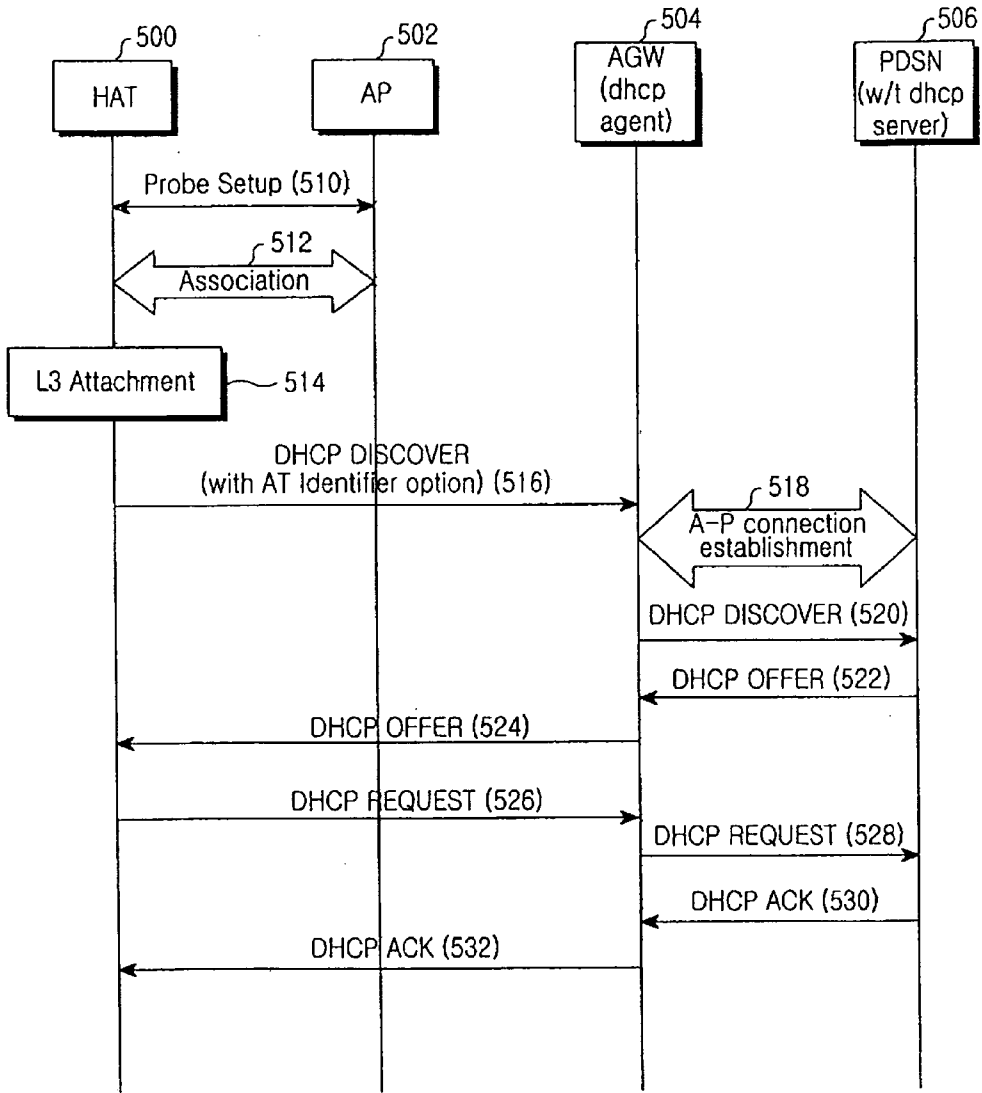 500
502
504
506
HAT
AP
AGW
(dhcp
agent)
PDSN
(w/t dhcp
server)
Probe Setup (510)
512
Association
L3 Attachment
514
DHCP DISCOVER
(with AT Identifier option) (516)
518
A-P connection
establishment
DHCP DISCOVER (520)
DHCP OFFER (522)
DHCP OFFER (524)
DHCP REQUEST (526)
DHCP REQUEST (528)
DHCP ACK (530)
DHCP ACK (532)